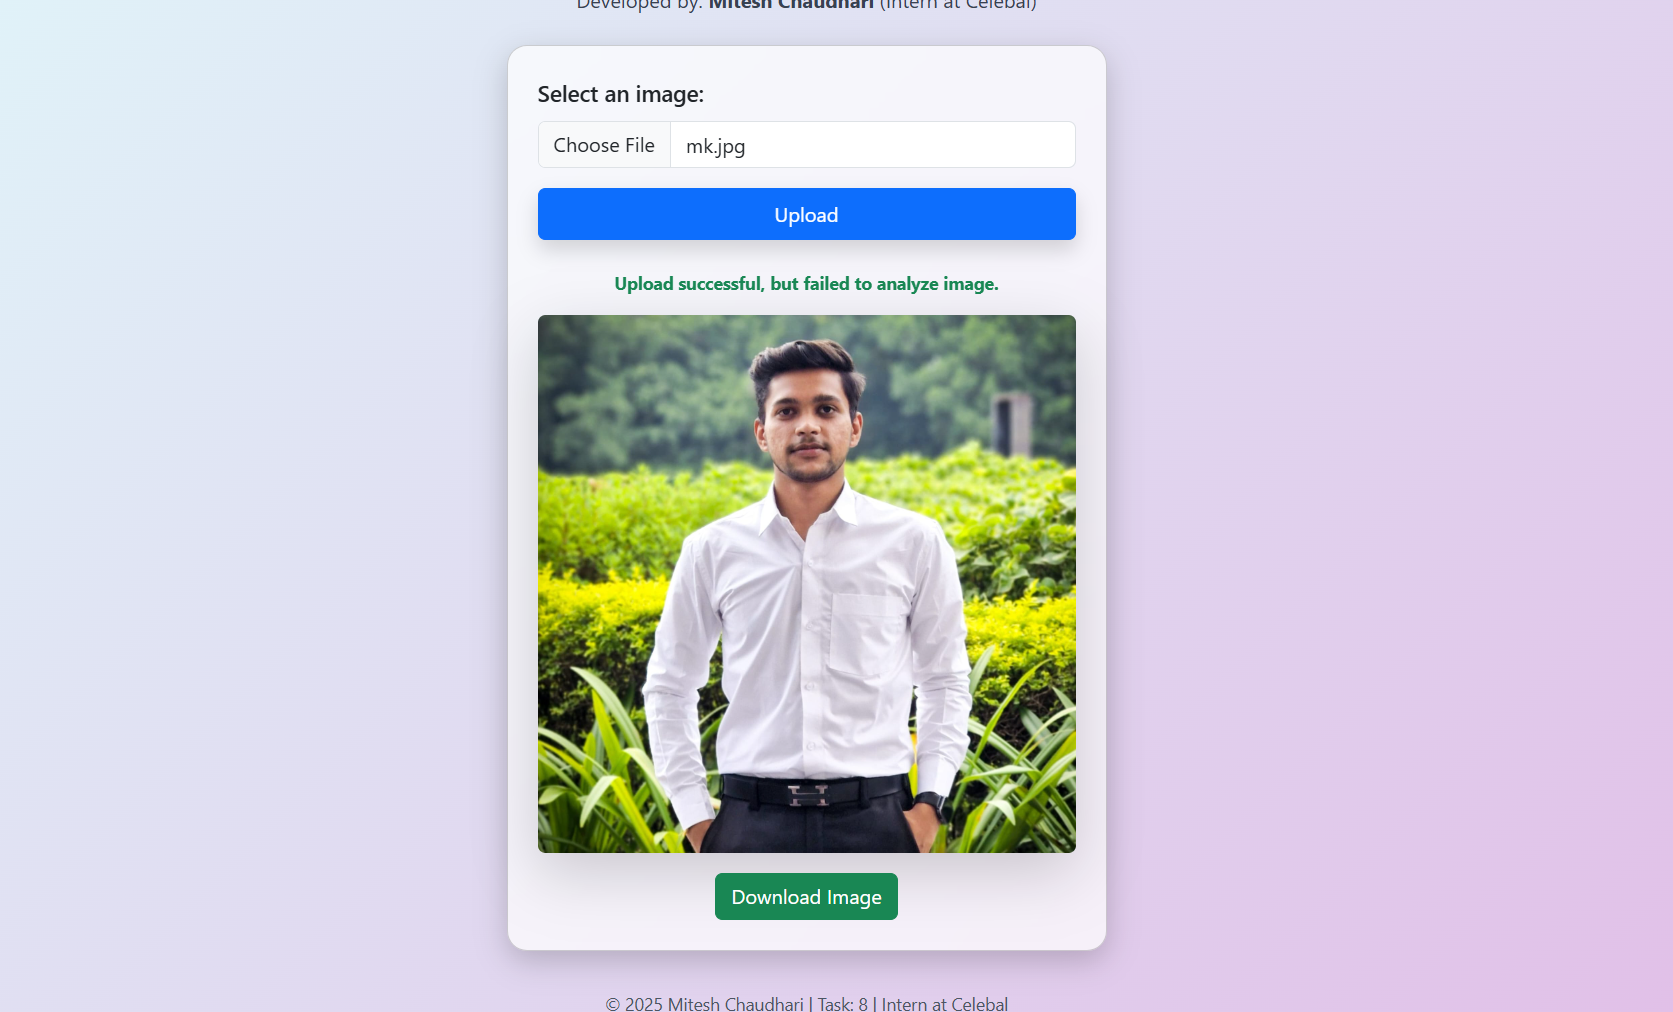 Developed by: Mitesh Chaudhari (Intern at Celebal)
Select an image:
Choose File mk.jpg
Upload
Upload successful, but failed to analyze image.
Download Image
© 2025 Mitesh Chaudhari | Task: 8 | Intern at Celebal